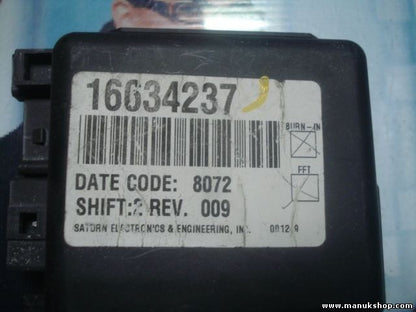 16634237
BURN-IN
DATE CODE: 8072
FFT
SHIFT:2 REV. 009
SATURN ELECTRONICS & ENGINEERING, INC.
www.manukshop.com